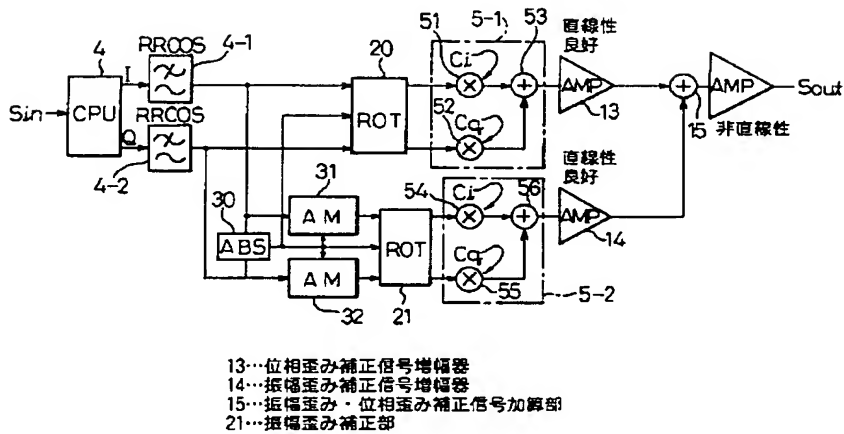 51
5-1
53
直線性
良好
RRCOS
4-1
20
4
I
Ci
Sin
CPU
ROT
AMP
13
15
AMP
Sout
非直線性
RRCOS
Q
52
Cq
4-2
直線性
良好
31
54
Ci
56
30
AM
ABS
ROT
AMP
14
AM
Cq
32
21
55
5-2
13…位相歪み補正信号増幅器
14…振幅歪み補正信号増幅器
15…振幅歪み・位相歪み補正信号加算部
21…振幅歪み補正部